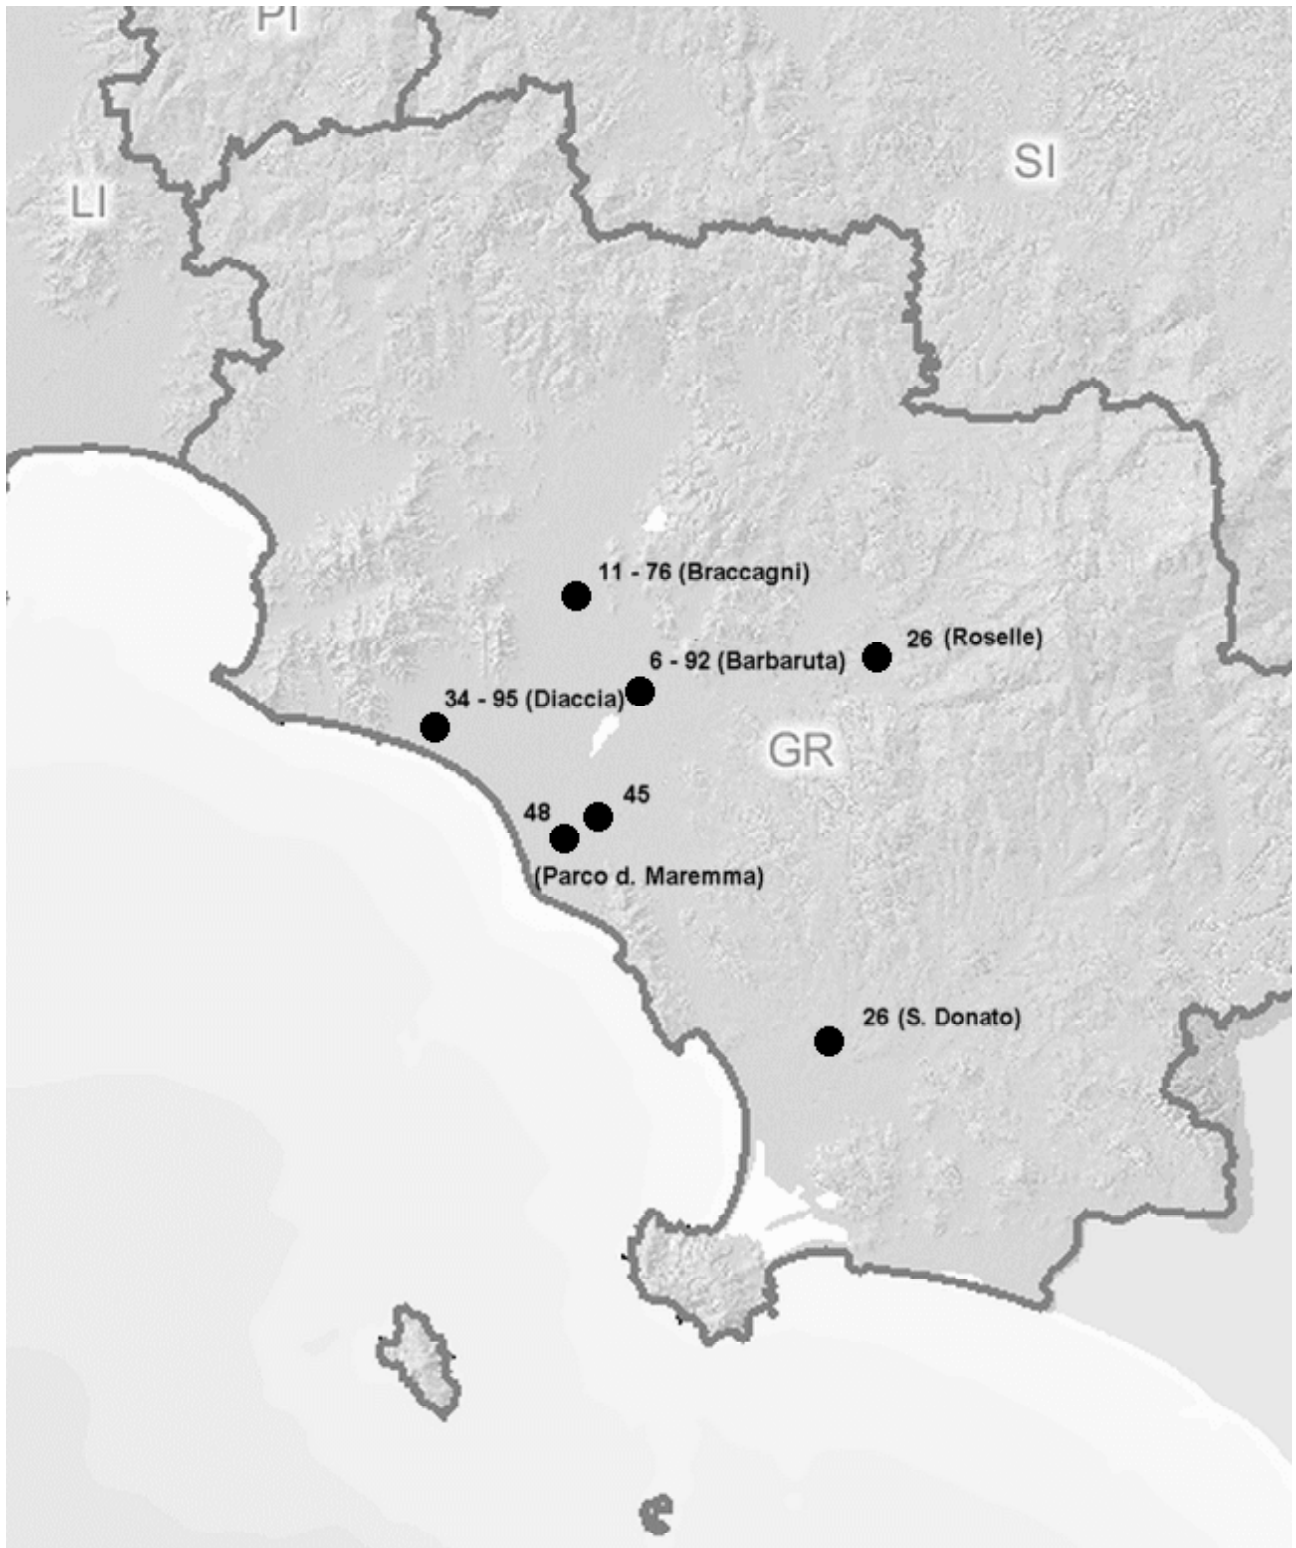 PI
SI
LI
11 - 76 (Braccagni)
26 (Roselle)
6 - 92 (Barbaruta)
34 - 95 (Diaccia)
GR
45
48
(Parco d. Maremma)
26 (S. Donato)